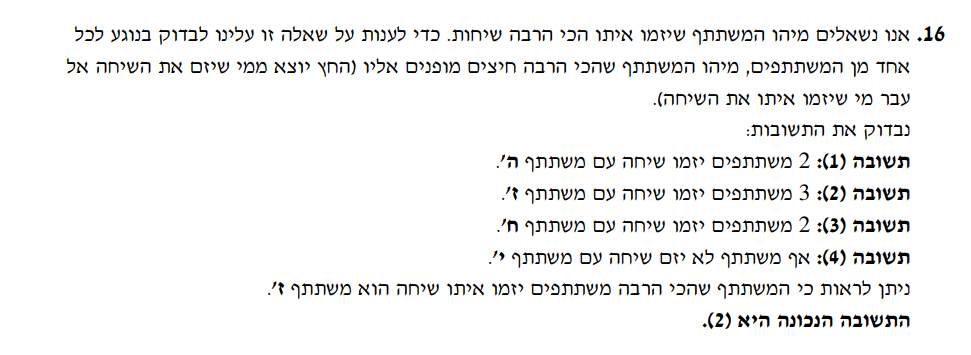 16. אנו נשאלים מיהו המשתתף שיזמו איתו הכי הרבה שיחות. כדי לענות על שאלה זו עלינו לבדוק בנוגע לכל
אחד מן המשתתפים, מיהו המשתתף שהכי הרבה חיצים מופנים אליו (החץ יוצא ממי שיזם את השיחה אל
עבר מי שיזמו איתו את השיחה).
נבדוק את התשובות:
תשובה (1): 2 משתתפים יזמו שיחה עם משתתף ה'.
תשובה (2): 3 משתתפים יזמו שיחה עם משתתף ז'.
תשובה (3): 2 משתתפים יזמו שיחה עם משתתף ח'.
תשובה (4): אף משתתף לא יזם שיחה עם משתתף י'.
ניתן לראות כי המשתתף שהכי הרבה משתתפים יזמו איתו שיחה הוא משתתף ז'.
התשובה הנכונה היא (2).